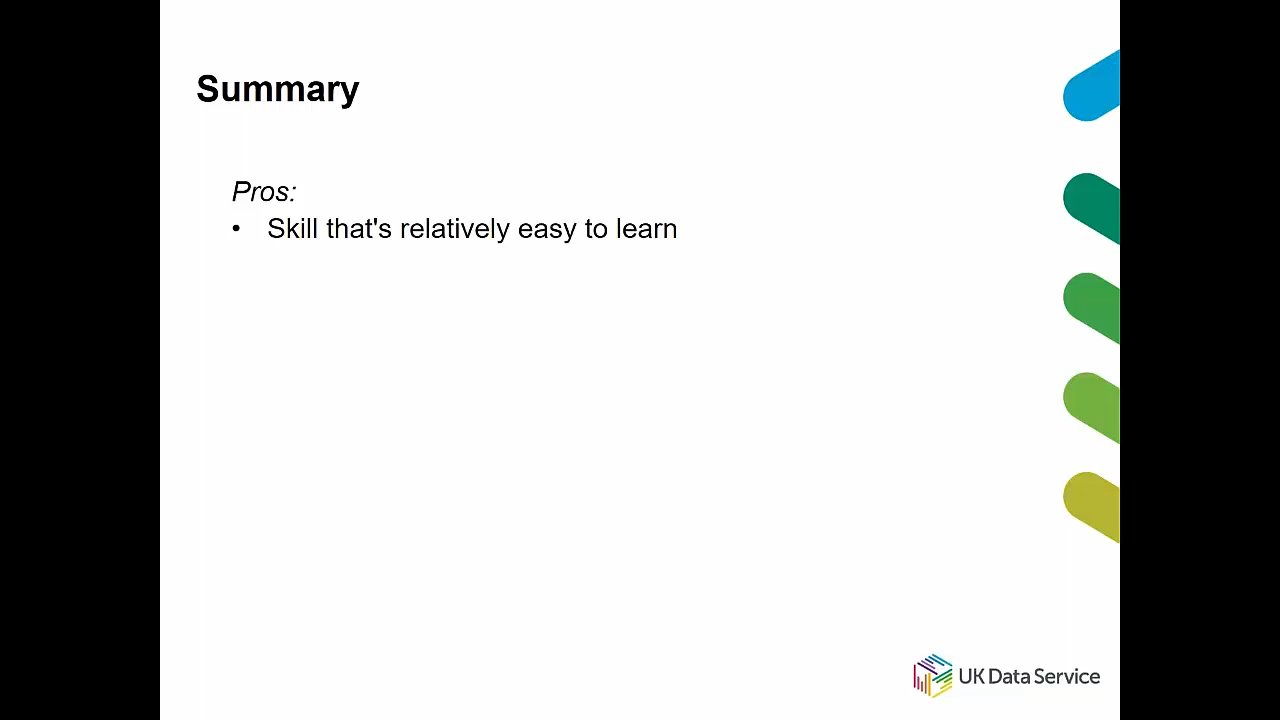 Summary
Pros:
• Skill that's relatively easy to learn
UK Data Service